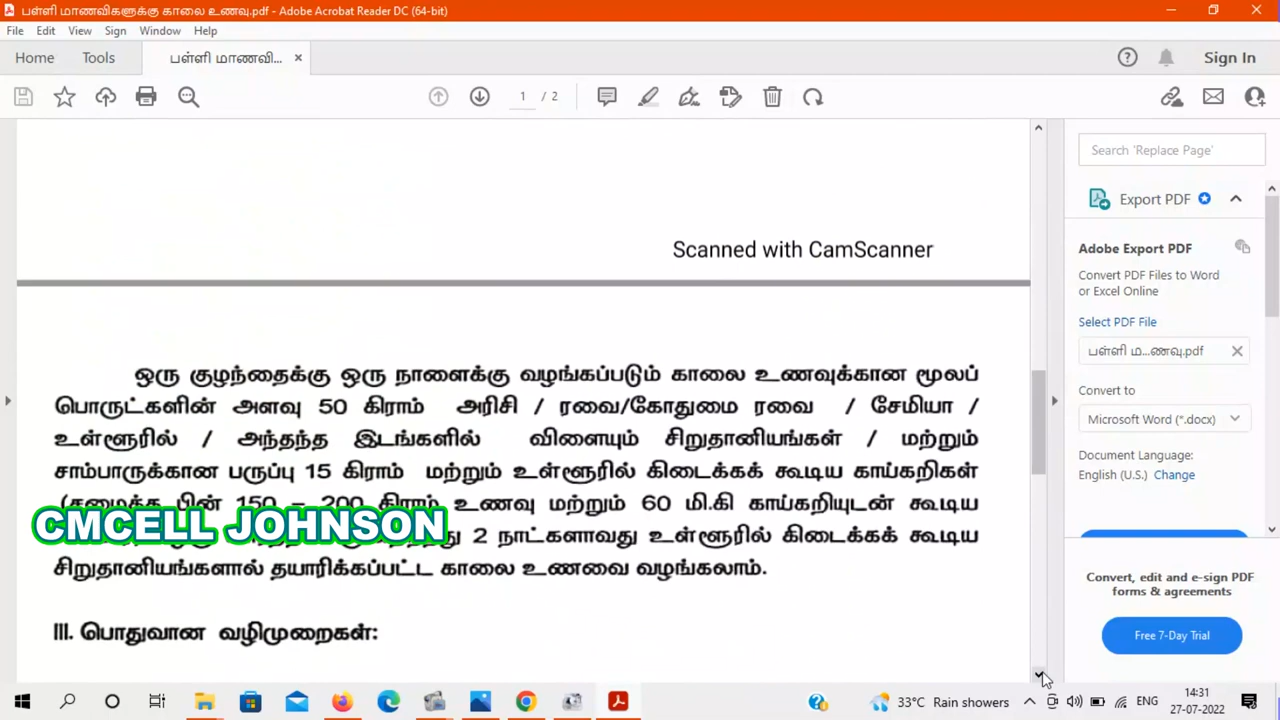 பள்ளி மாணவிகளுக்கு காலை உணவு.pdf - Adobe Acrobat Reader DC (64-bit)
File Edit View Sign Window Help
Home Tools பள்ளி மாணவி... Sign In
1 / 2
Search 'Replace Page'
Export PDF
Adobe Export PDF
Convert PDF Files to Word
or Excel Online
Select PDF File
பள்ளி ம...ணவு.pdf
Convert to
Microsoft Word (*.docx)
Document Language:
English (U.S.) Change
Convert, edit and e-sign PDF
forms & agreements
Free 7-Day Trial
Scanned with CamScanner
ஒரு குழந்தைக்கு ஒரு நாளைக்கு வழங்கப்படும் காலை உணவுக்கான மூலப்
பொருட்களின் அளவு 50 கிராம் அரிசி / ரவை/கோதுமை ரவை / சேமியா /
உள்ளூரில் / அந்தந்த இடங்களில் விளையும் சிறுதானியங்கள் / மற்றும்
சாம்பாருக்கான பருப்பு 15 கிராம் மற்றும் உள்ளூரில் கிடைக்கக் கூடிய காய்கறிகள்
(சமைத்த பின் 150 – 200 கிராம் உணவு மற்றும் 60 மி.கி காய்கறியுடன் கூடிய
2 நாட்களாவது உள்ளூரில் கிடைக்கக் கூடிய
சிறுதானியங்களால் தயாரிக்கப்பட்ட காலை உணவை வழங்கலாம்.
CMCELL JOHNSON
III. பொதுவான வழிமுறைகள்:
33°C Rain showers ENG 14:31
27-07-2022